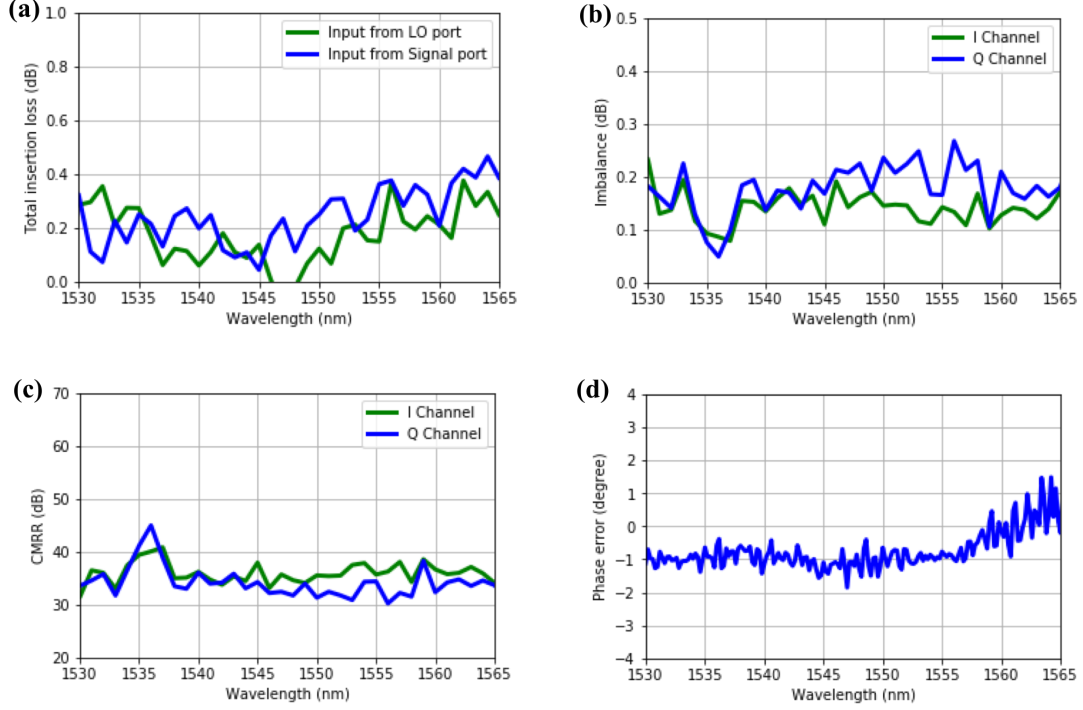 (a)
Input from LO port
Input from Signal port
Total insertion loss (dB)
1.0
0.8
0.6
0.4
0.2
0.0
1530 1535 1540 1545 1550 1555 1560 1565
Wavelength (nm)
(b)
I Channel
Q Channel
Imbalance (dB)
0.5
0.4
0.3
0.2
0.1
0.0
1530 1535 1540 1545 1550 1555 1560 1565
Wavelength (nm)
(c)
I Channel
Q Channel
CMRR (dB)
70
60
50
40
30
20
1530 1535 1540 1545 1550 1555 1560 1565
Wavelength (nm)
(d)
Phase error (degree)
4
3
2
1
0
−1
−2
−3
−4
1530 1535 1540 1545 1550 1555 1560 1565
Wavelength (nm)